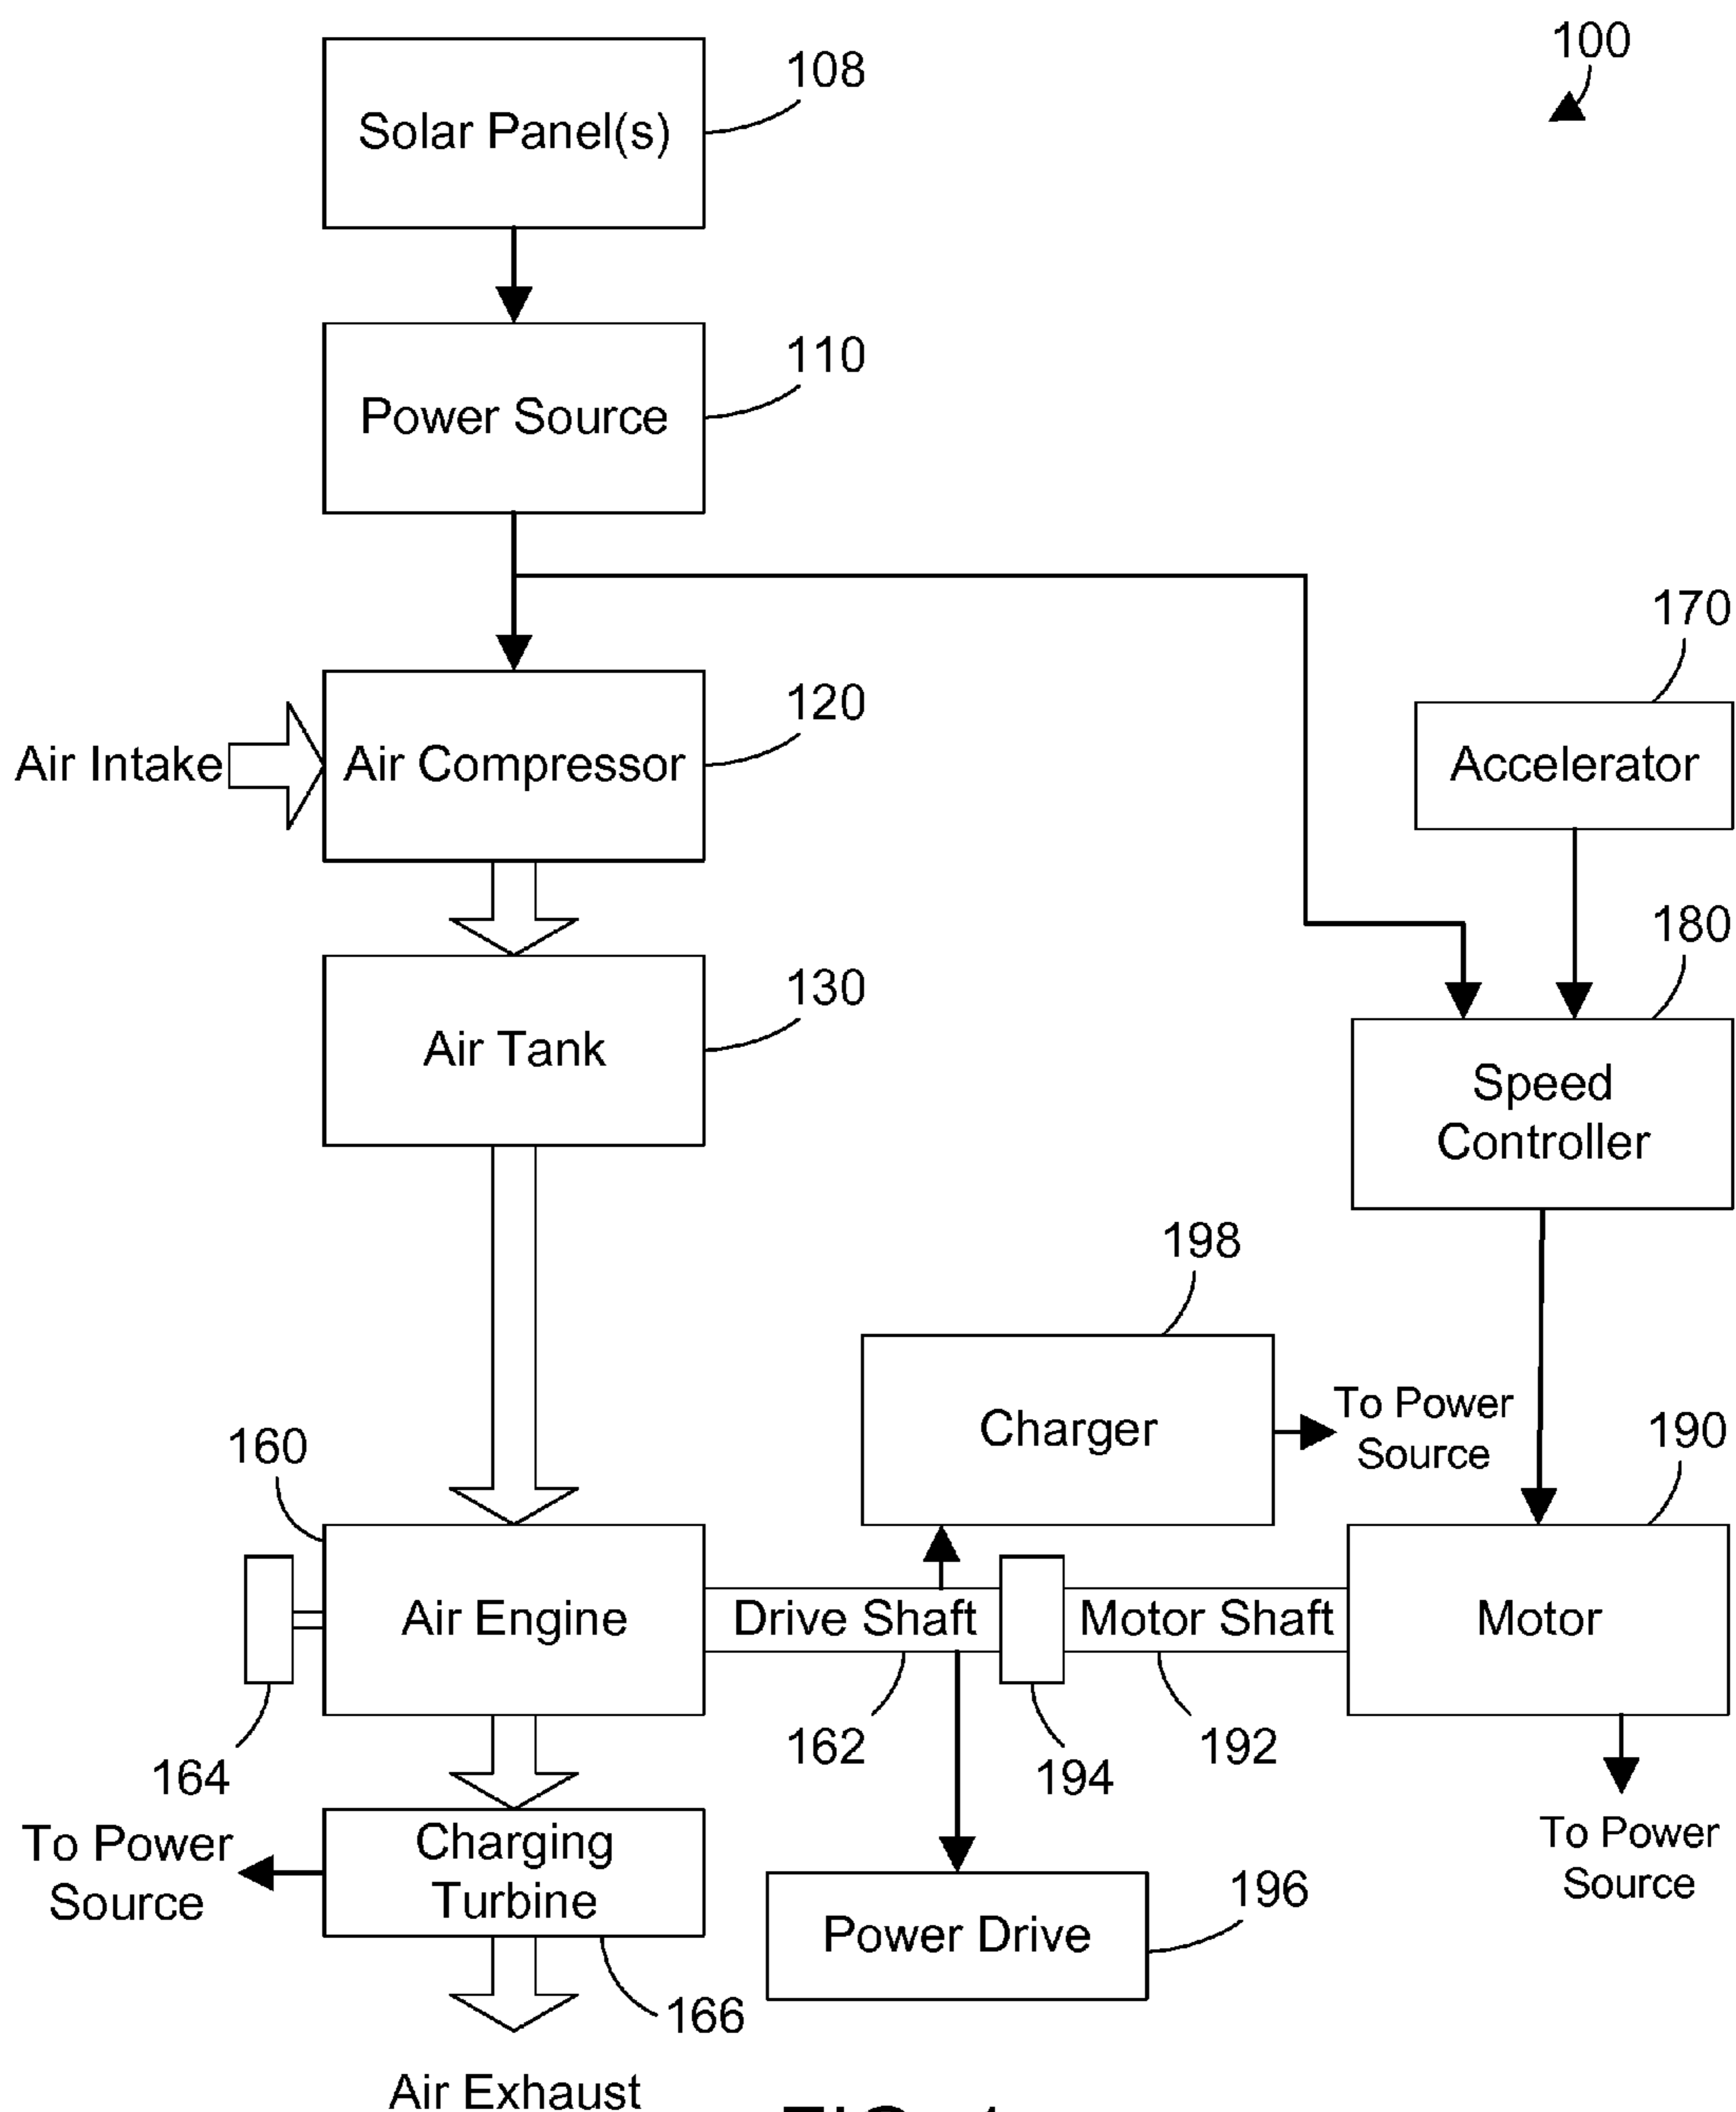 100
108
Solar Panel(s)
110
Power Source
170
120
Air Intake
Air Compressor
Accelerator
180
130
Air Tank
Speed
Controller
198
Charger
To Power
Source
190
160
Air Engine
Drive Shaft
Motor Shaft
Motor
162
194
192
164
To Power
Source
Charging
Turbine
To Power
Source
196
Power Drive
166
Air Exhaust